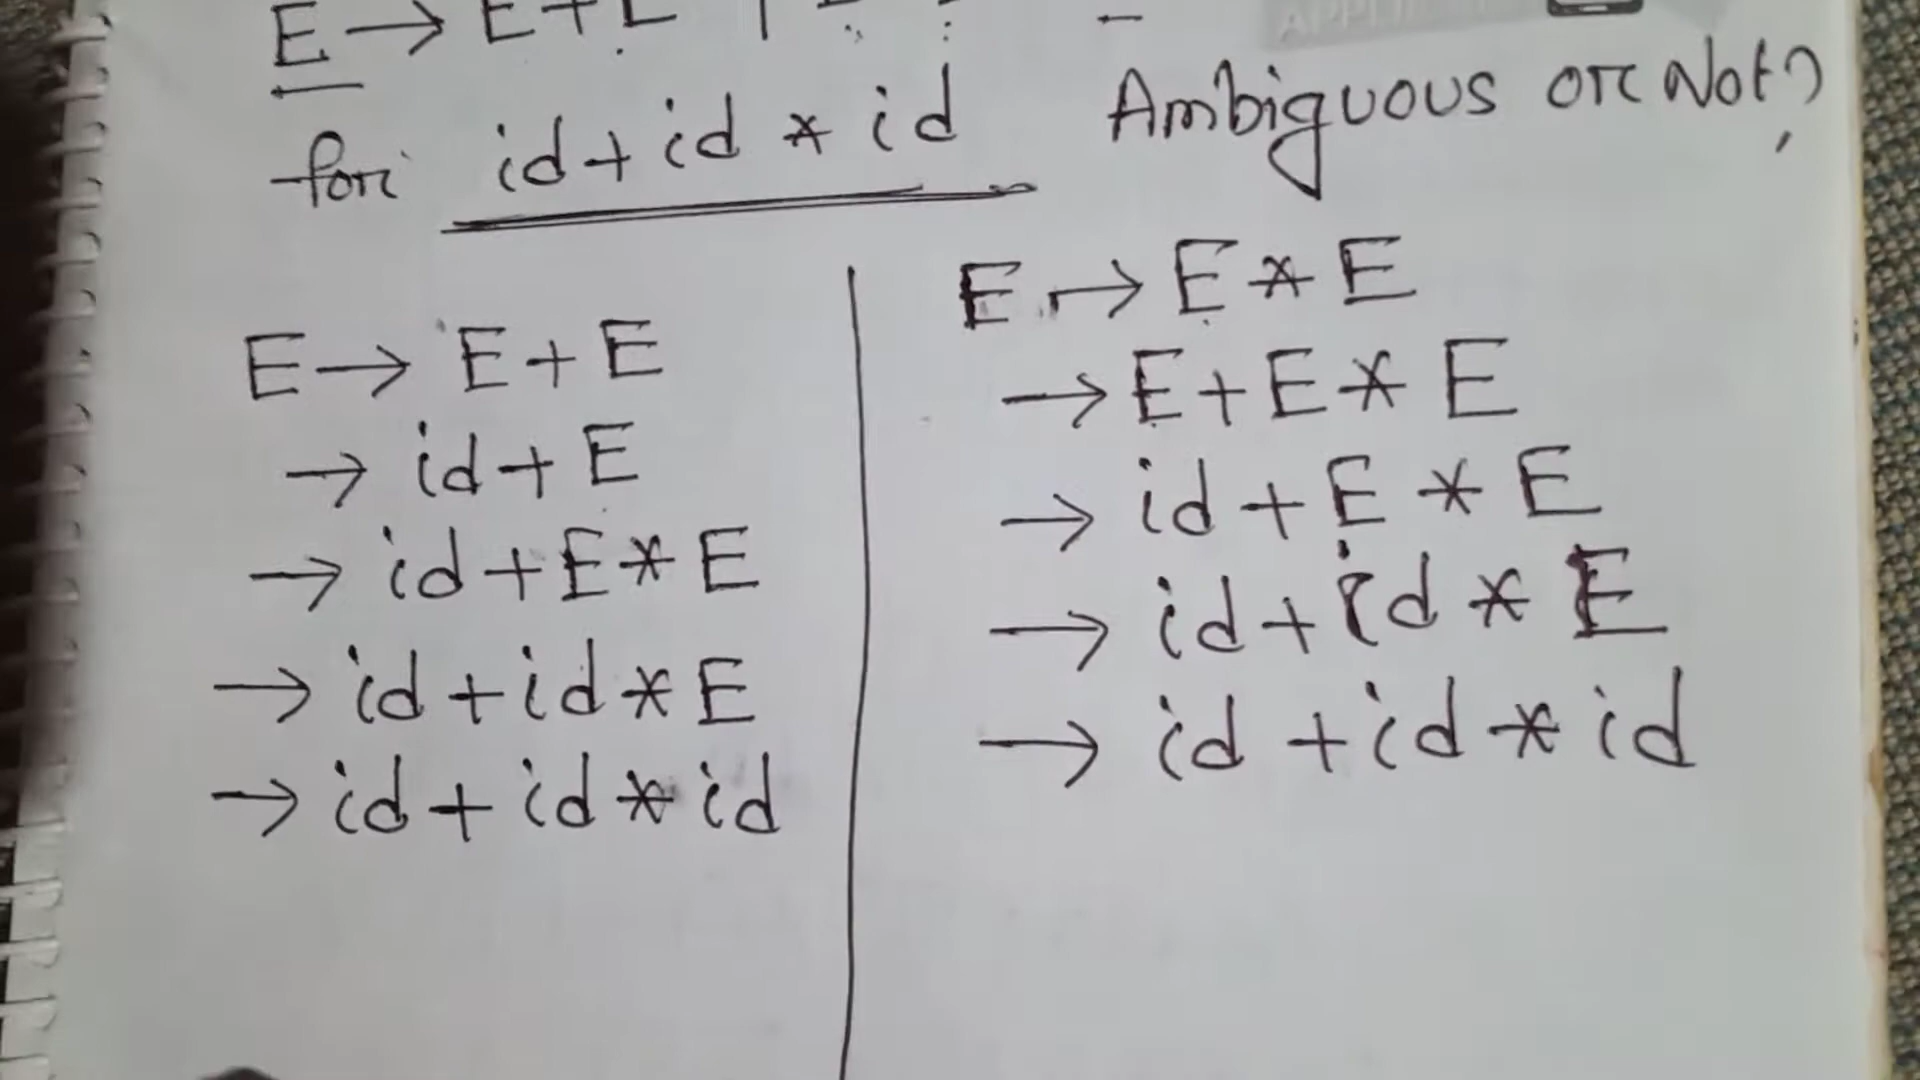 E → E + E |
APPLI
for id + id * id Ambiguous or Not?
E → E + E
→ id + E
→ id + E * E
→ id + id * E
→ id + id * id
E → E * E
→ E + E * E
→ id + E * E
→ id + id * E
→ id + id * id